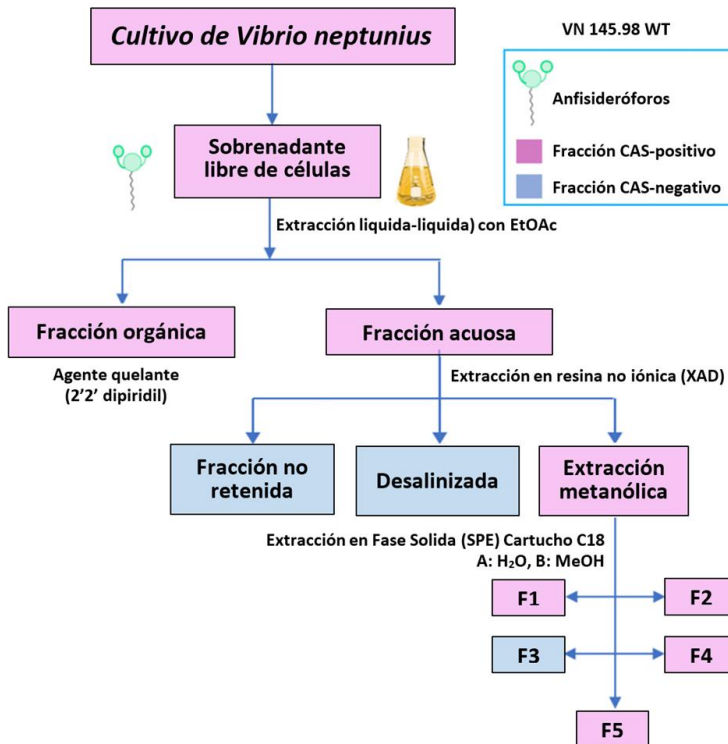 Cultivo de Vibrio neptunius
VN 145.98 WT
Anfisideróforos
Fracción CAS-positivo
Fracción CAS-negativo
Sobrenadante
libre de células
Extracción liquida-liquida) con EtOAc
Fracción orgánica
Fracción acuosa
Agente quelante
(2’2’ dipiridil)
Extracción en resina no iónica (XAD)
Fracción no
retenida
Desalinizada
Extracción
metanólica
Extracción en Fase Solida (SPE) Cartucho C18
A: H₂O, B: MeOH
F1
F2
F3
F4
F5